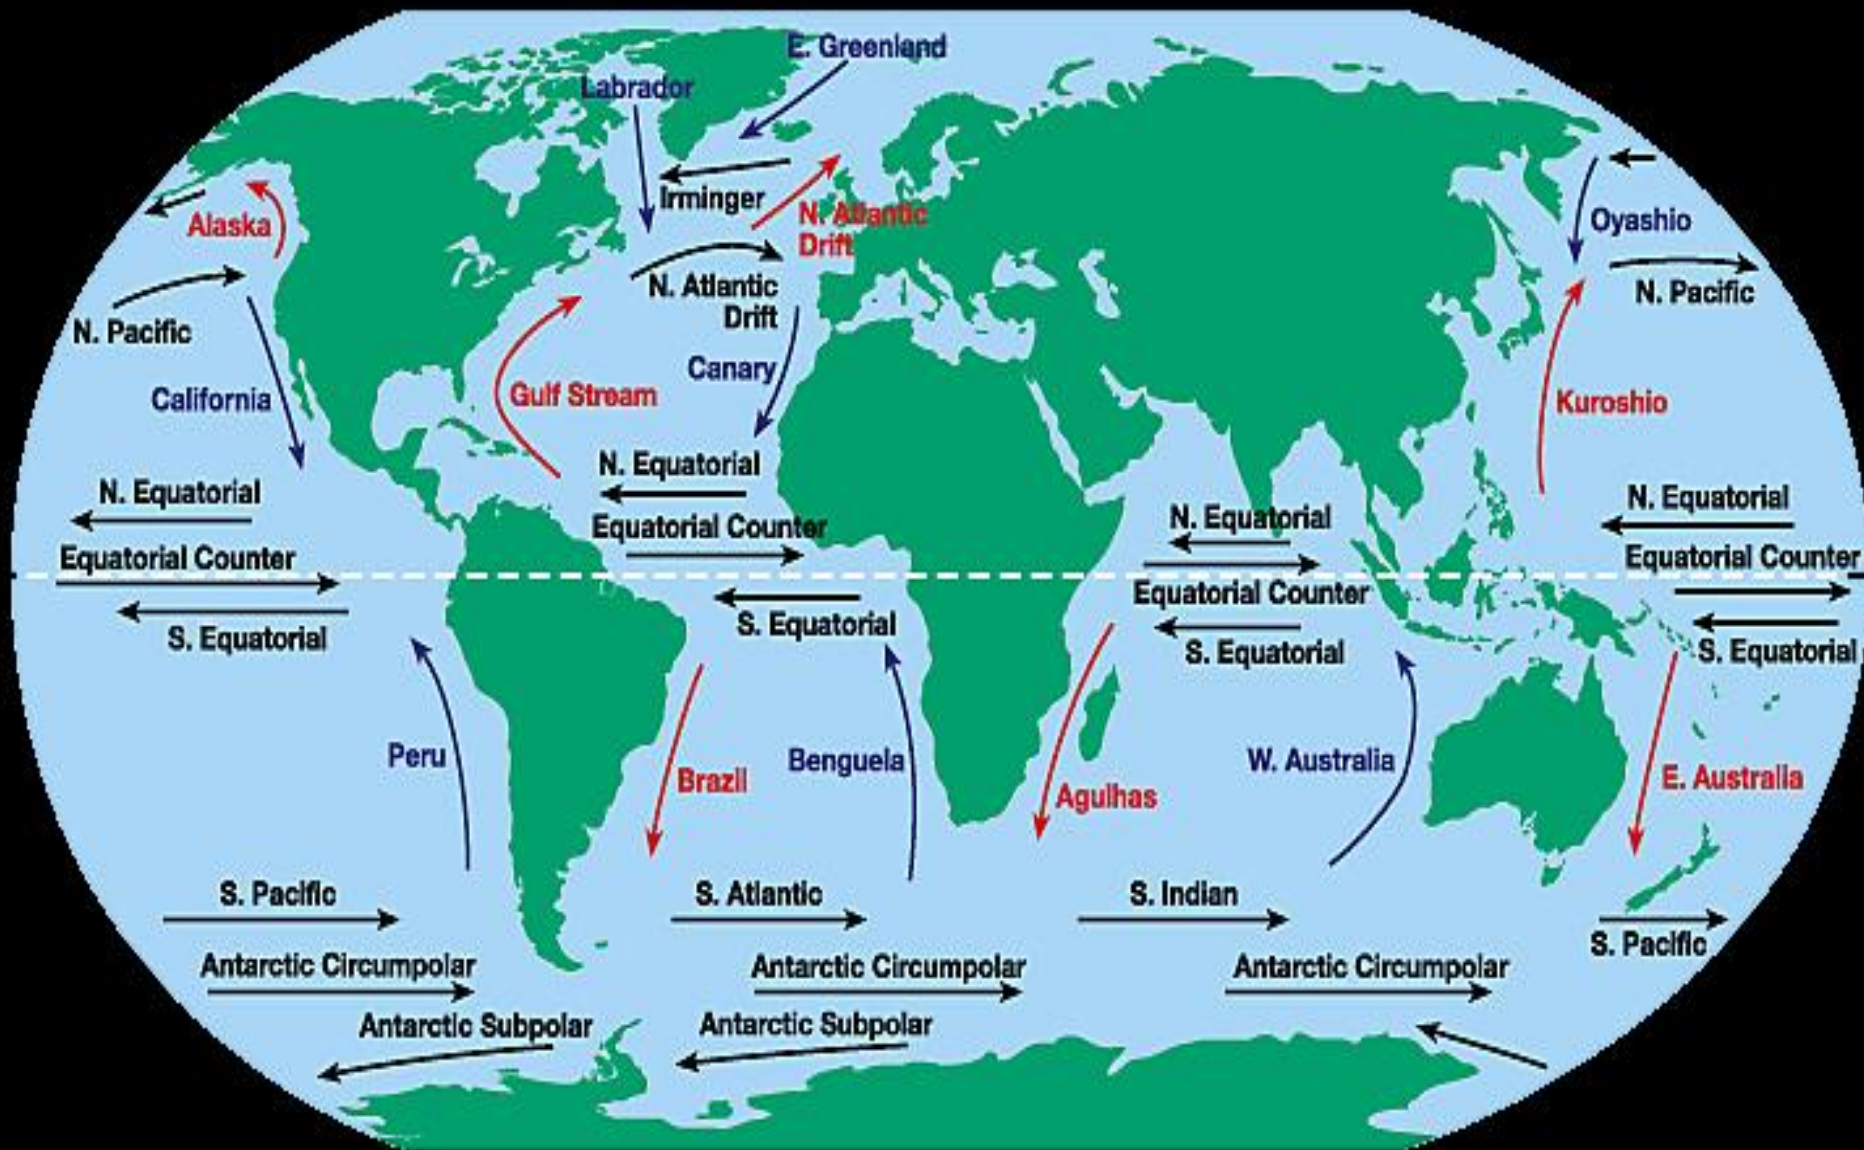 E. Greenland
Labrador
Irminger
N. Atlantic
Drift
Alaska
Oyashio
N. Atlantic
Drift
N. Pacific
N. Pacific
Canary
Gulf Stream
California
Kuroshio
N. Equatorial
N. Equatorial
N. Equatorial
N. Equatorial
Equatorial Counter
Equatorial Counter
Equatorial Counter
Equatorial Counter
S. Equatorial
S. Equatorial
S. Equatorial
S. Equatorial
Peru
Brazil
Benguela
Agulhas
W. Australia
E. Australia
S. Pacific
S. Atlantic
S. Indian
S. Pacific
Antarctic Circumpolar
Antarctic Circumpolar
Antarctic Circumpolar
Antarctic Subpolar
Antarctic Subpolar